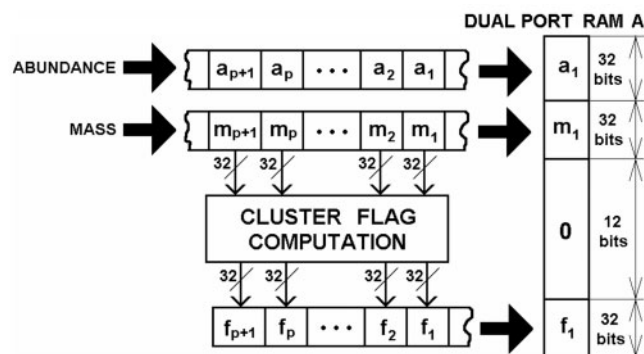 DUAL PORT RAM A
ABUNDANCE a_{p+1} a_p ... a_2 a_1 a_1 32 bits
MASS m_{p+1} m_p ... m_2 m_1 m_1 32 bits
32 32 32 32
CLUSTER FLAG
COMPUTATION
0 12 bits
32 32 32 32
f_{p+1} f_p ... f_2 f_1 f_1 32 bits